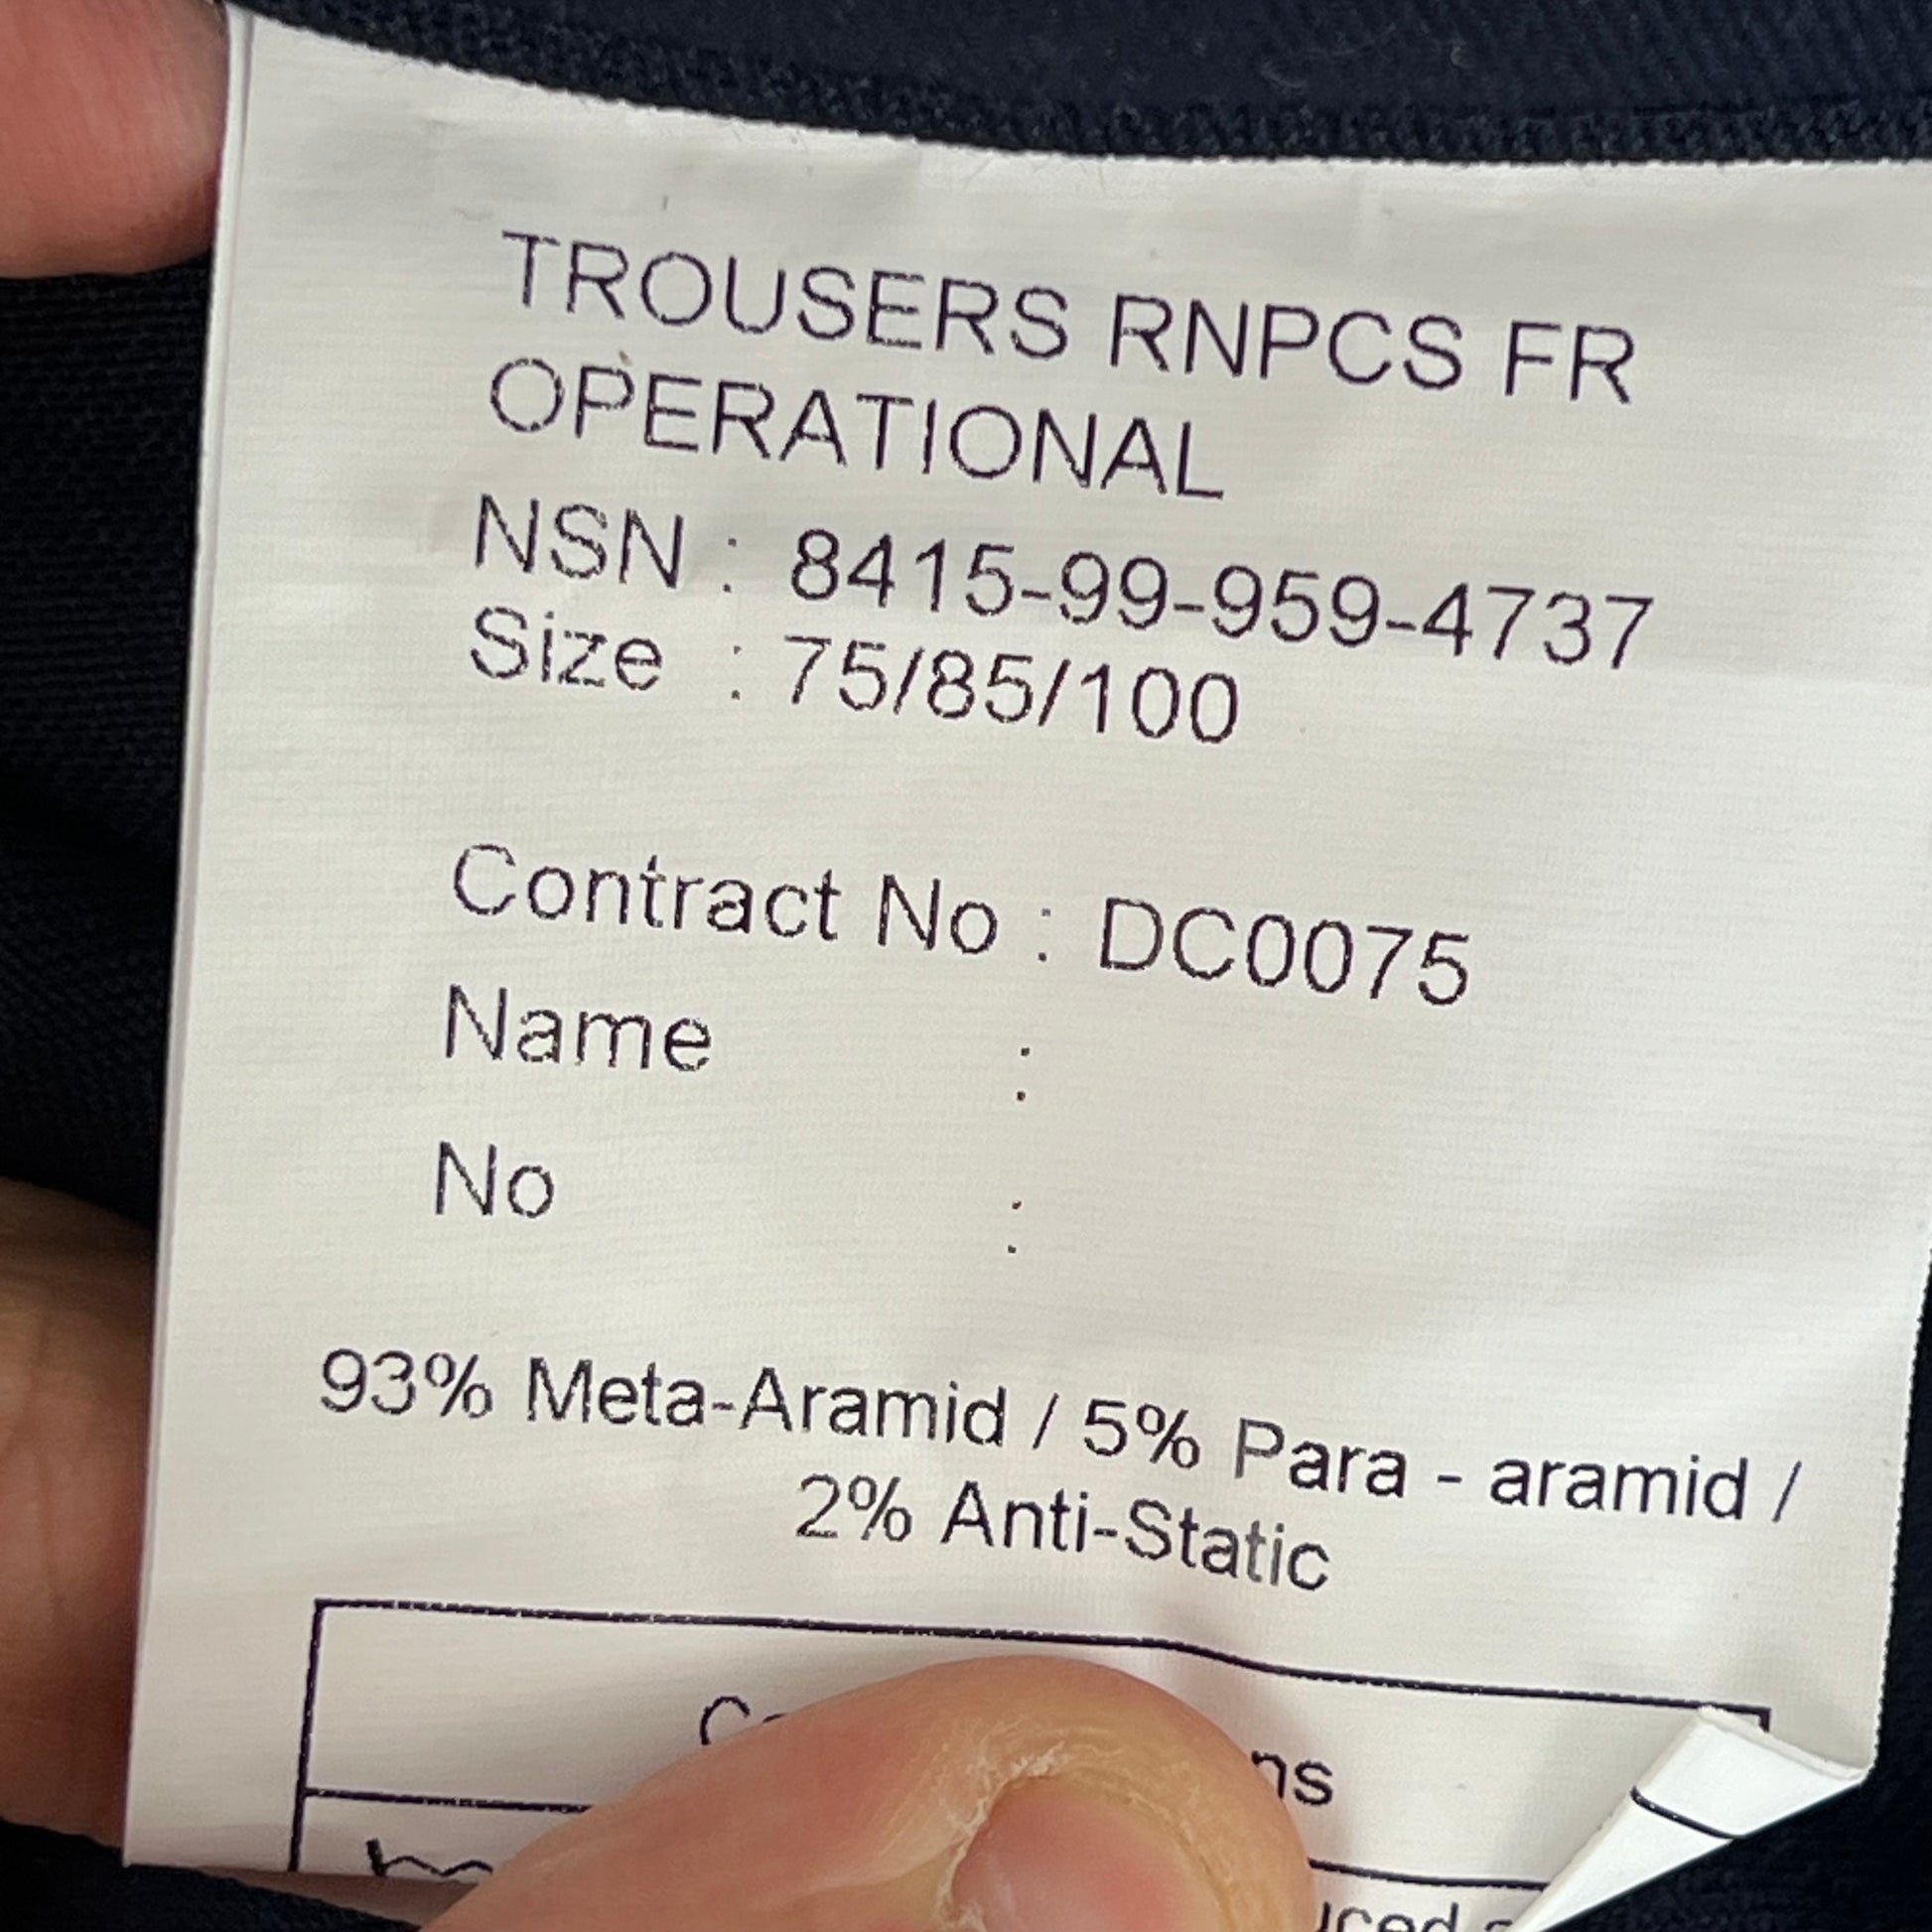 TROUSERS RNPCS FR
OPERATIONAL
NSN : 8415-99-959-4737
Size : 75/85/100
Contract No : DC0075
Name :
No :
93% Meta-Aramid / 5% Para - aramid /
2% Anti-Static